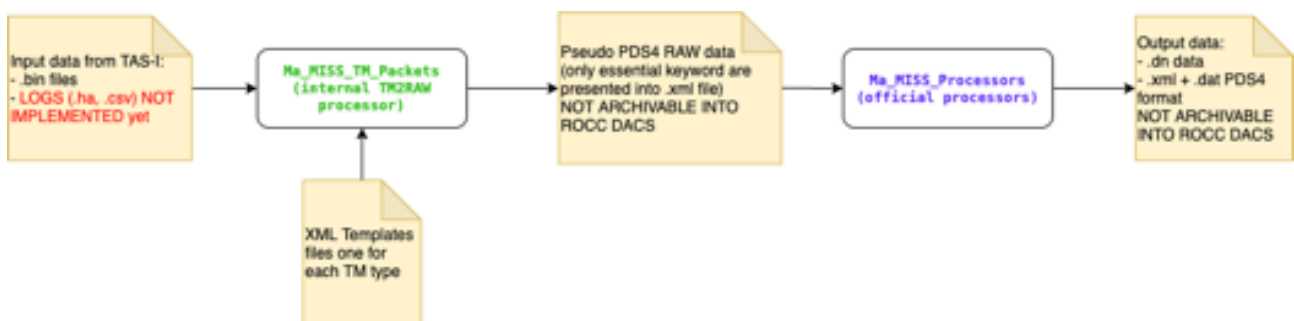 Input data from TAS-I:
- .bin files
- LOGS (.ha, .csv) NOT
IMPLEMENTED yet
Ma_MISS_TM_Packets
(internal TM2RAW
processor)
XML Templates
files one for
each TM type
Pseudo PDS4 RAW data
(only essential keyword are
presented into .xml file)
NOT ARCHIVABLE INTO
ROCC DACS
Ma_MISS_Processors
(official processors)
Output data:
- .dn data
- .xml + .dat PDS4
format
NOT ARCHIVABLE
INTO ROCC DACS